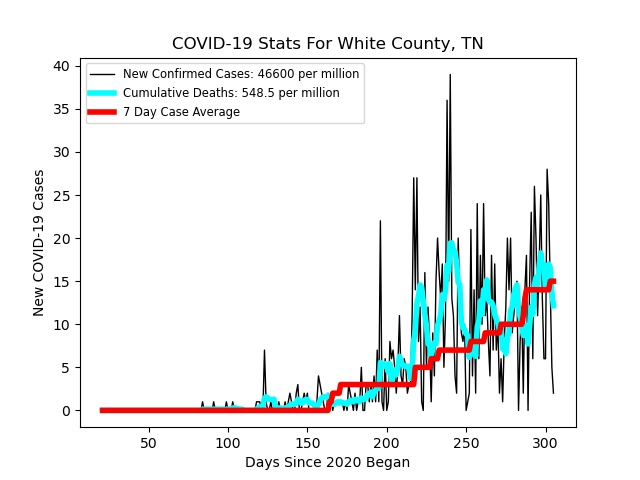 COVID-19 Stats For White County, TN
New Confirmed Cases: 46600 per million
Cumulative Deaths: 548.5 per million
7 Day Case Average
40
35
30
25
20
15
10
5
0
New COVID-19 Cases
50 100 150 200 250 300
Days Since 2020 Began